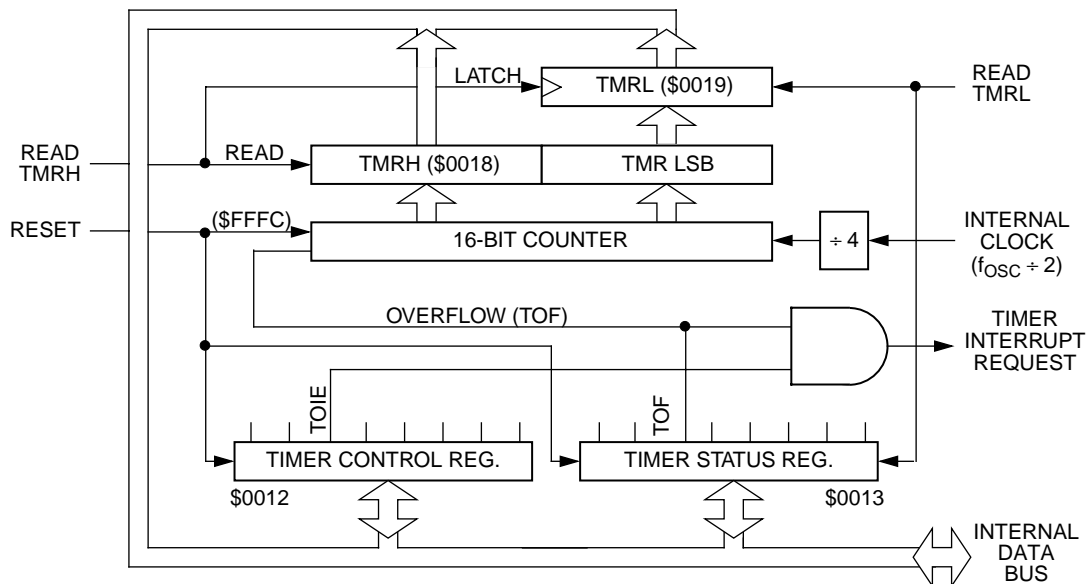 LATCH
TMRL ($0019)
READ
TMRL
READ
TMRH
READ
TMRH ($0018)
TMR LSB
RESET
($FFFC)
16-BIT COUNTER
÷ 4
INTERNAL
CLOCK
(fOSC ÷ 2)
OVERFLOW (TOF)
TIMER
INTERRUPT
REQUEST
TOIE
TOF
TIMER CONTROL REG.
TIMER STATUS REG.
$0012
$0013
INTERNAL
DATA
BUS